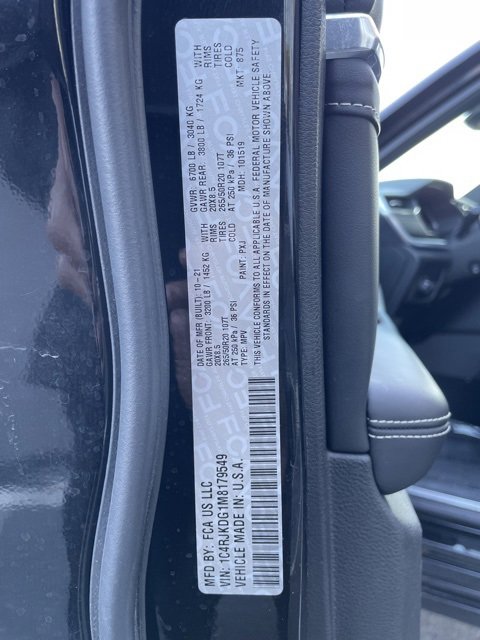 MFD BY: FCA US LLC
DATE OF MFR (BUILT): 10-21
GVWR: 6700 LB / 3040 KG
GAWR FRONT: 3200 LB / 1452 KG
WITH
GAWR REAR: 3800 LB / 1724 KG
WITH
20X8.5
RIMS
20X8.5
RIMS
265/50R20 107T
TIRES
265/50R20 107T
TIRES
AT 250 kPa / 36 PSI
COLD
AT 250 kPa / 36 PSI
COLD
VIN: 1C4RJKDG1M8179549
TYPE: MPV
PAINT: PXJ
MDH: 101519
MKT: 875
VEHICLE MADE IN: U.S.A.
THIS VEHICLE CONFORMS TO ALL APPLICABLE U.S.A. FEDERAL MOTOR VEHICLE SAFETY
STANDARDS IN EFFECT ON THE DATE OF MANUFACTURE SHOWN ABOVE.